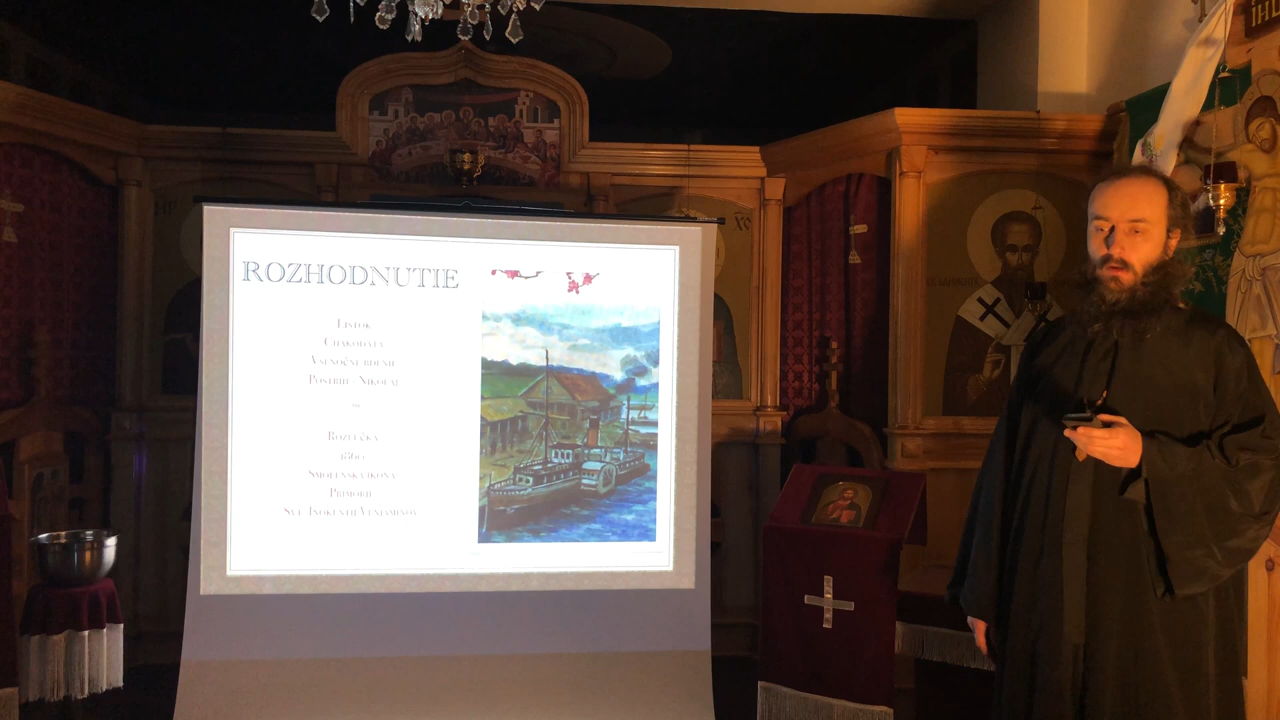 ROZHODNUTIE
LÍSTOK
CHAKODATA
VŠENOČNÉ BDENIE
POSTRIH - NIKOLAJ
ROZLÚČKA
1860
SMOLENSKÁ IKONA
PRIMORIE
SVT. INOKENTIJ VENIAMINOV